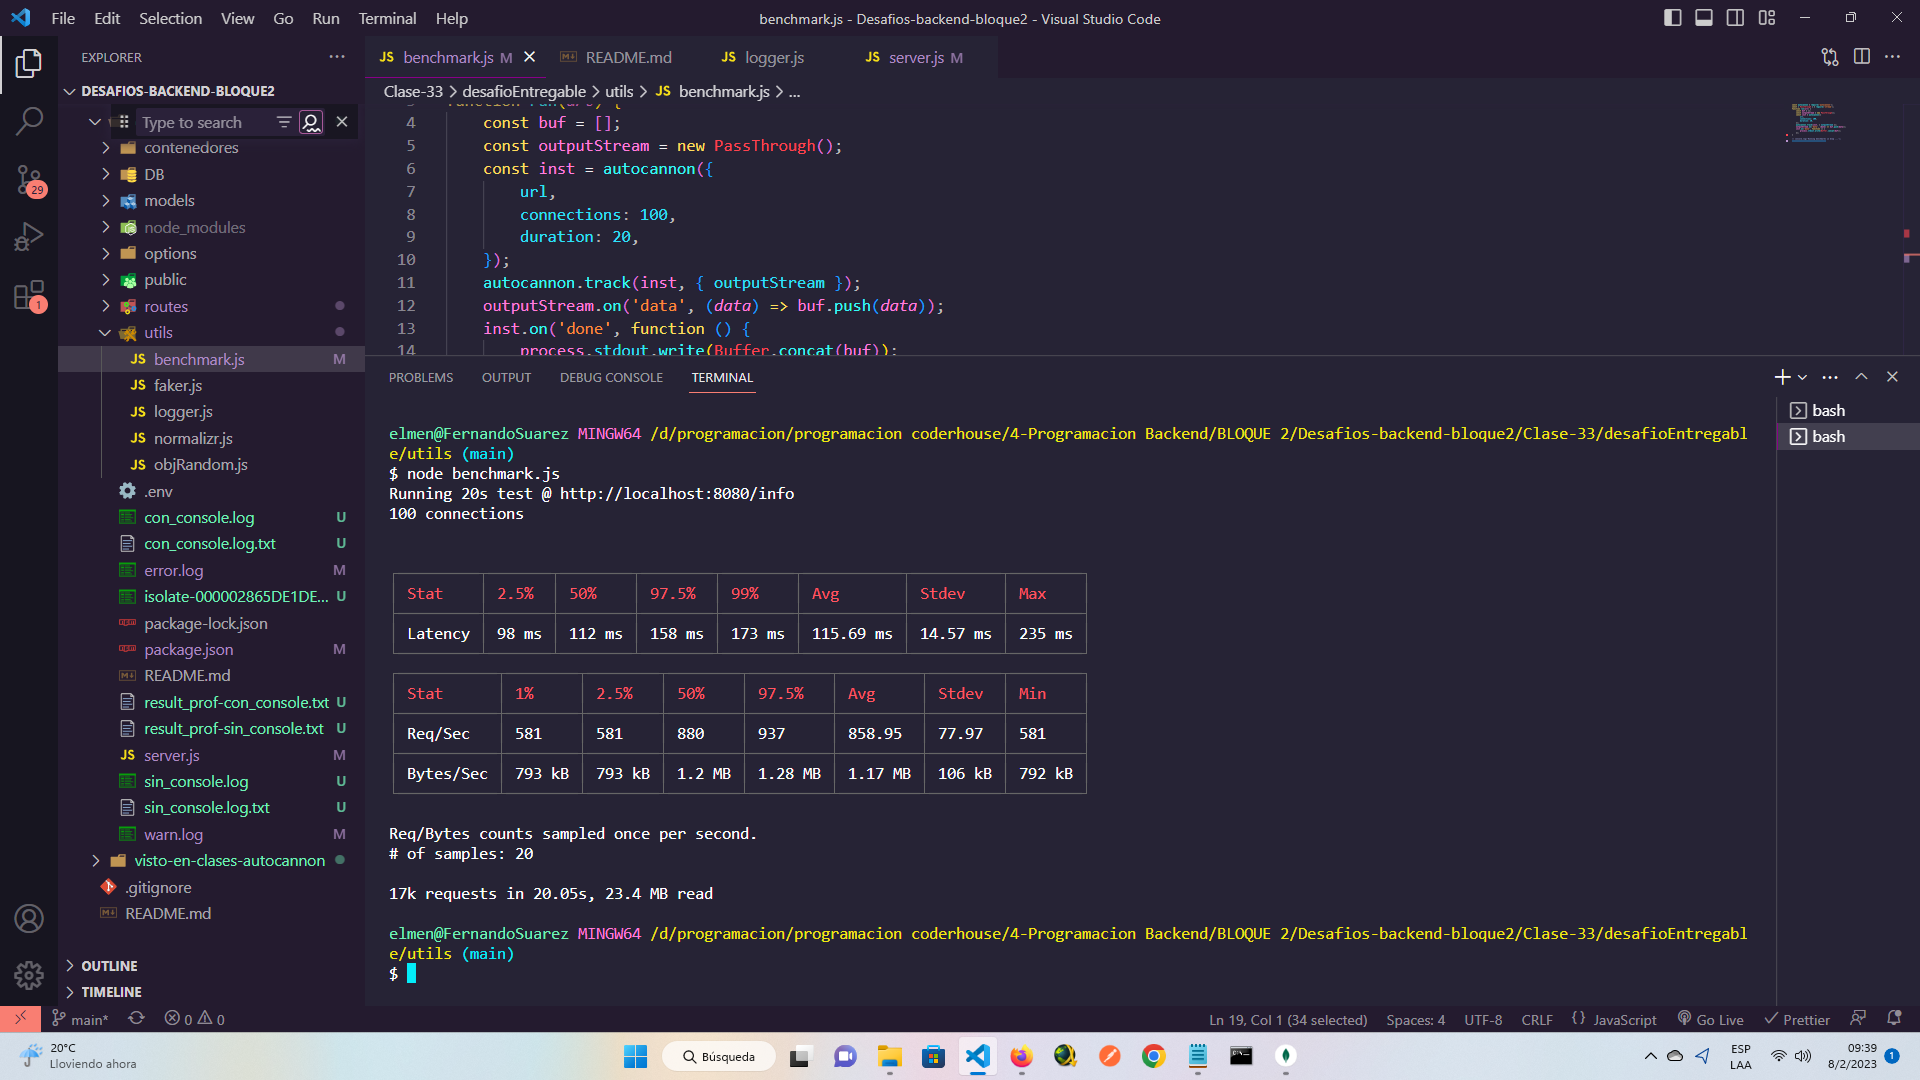 File Edit Selection View Go Run Terminal Help
benchmark.js - Desafios-backend-bloque2 - Visual Studio Code
EXPLORER
DESAFIOS-BACKEND-BLOQUE2
Type to search
contenedores
DB
models
node_modules
options
public
routes
utils
benchmark.js M
faker.js
logger.js
normalizr.js
objRandom.js
.env
con_console.log U
con_console.log.txt U
error.log M
isolate-000002865DE1DE... U
package-lock.json
package.json M
README.md
result_prof-con_console.txt U
result_prof-sin_console.txt U
server.js M
sin_console.log U
sin_console.log.txt U
warn.log M
visto-en-clases-autocannon
.gitignore
README.md
OUTLINE
TIMELINE
29
1
JS benchmark.js M
README.md
JS logger.js
JS server.js M
Clase-33 > desafioEntregable > utils > JS benchmark.js > ...
4 const buf = [];
5 const outputStream = new PassThrough();
6 const inst = autocannon({
7 url,
8 connections: 100,
9 duration: 20,
10 });
11 autocannon.track(inst, { outputStream });
12 outputStream.on('data', (data) => buf.push(data));
13 inst.on('done', function () {
14 process.stdout.write(Buffer.concat(buf));
PROBLEMS OUTPUT DEBUG CONSOLE TERMINAL
bash
bash
elmen@FernandoSuarez MINGW64 /d/programacion/programacion coderhouse/4-Programacion Backend/BLOQUE 2/Desafios-backend-bloque2/Clase-33/desafioEntregabl
e/utils (main)
$ node benchmark.js
Running 20s test @ http://localhost:8080/info
100 connections
Stat 2.5% 50% 97.5% 99% Avg Stdev Max
Latency 98 ms 112 ms 158 ms 173 ms 115.69 ms 14.57 ms 235 ms
Stat 1% 2.5% 50% 97.5% Avg Stdev Min
Req/Sec 581 581 880 937 858.95 77.97 581
Bytes/Sec 793 kB 793 kB 1.2 MB 1.28 MB 1.17 MB 106 kB 792 kB
Req/Bytes counts sampled once per second.
# of samples: 20
17k requests in 20.05s, 23.4 MB read
elmen@FernandoSuarez MINGW64 /d/programacion/programacion coderhouse/4-Programacion Backend/BLOQUE 2/Desafios-backend-bloque2/Clase-33/desafioEntregabl
e/utils (main)
$
main* 0 0
Ln 19, Col 1 (34 selected) Spaces: 4 UTF-8 CRLF {} JavaScript Go Live Prettier
20°C
Lloviendo ahora
Búsqueda
ESP
LAA
09:39
8/2/2023
1